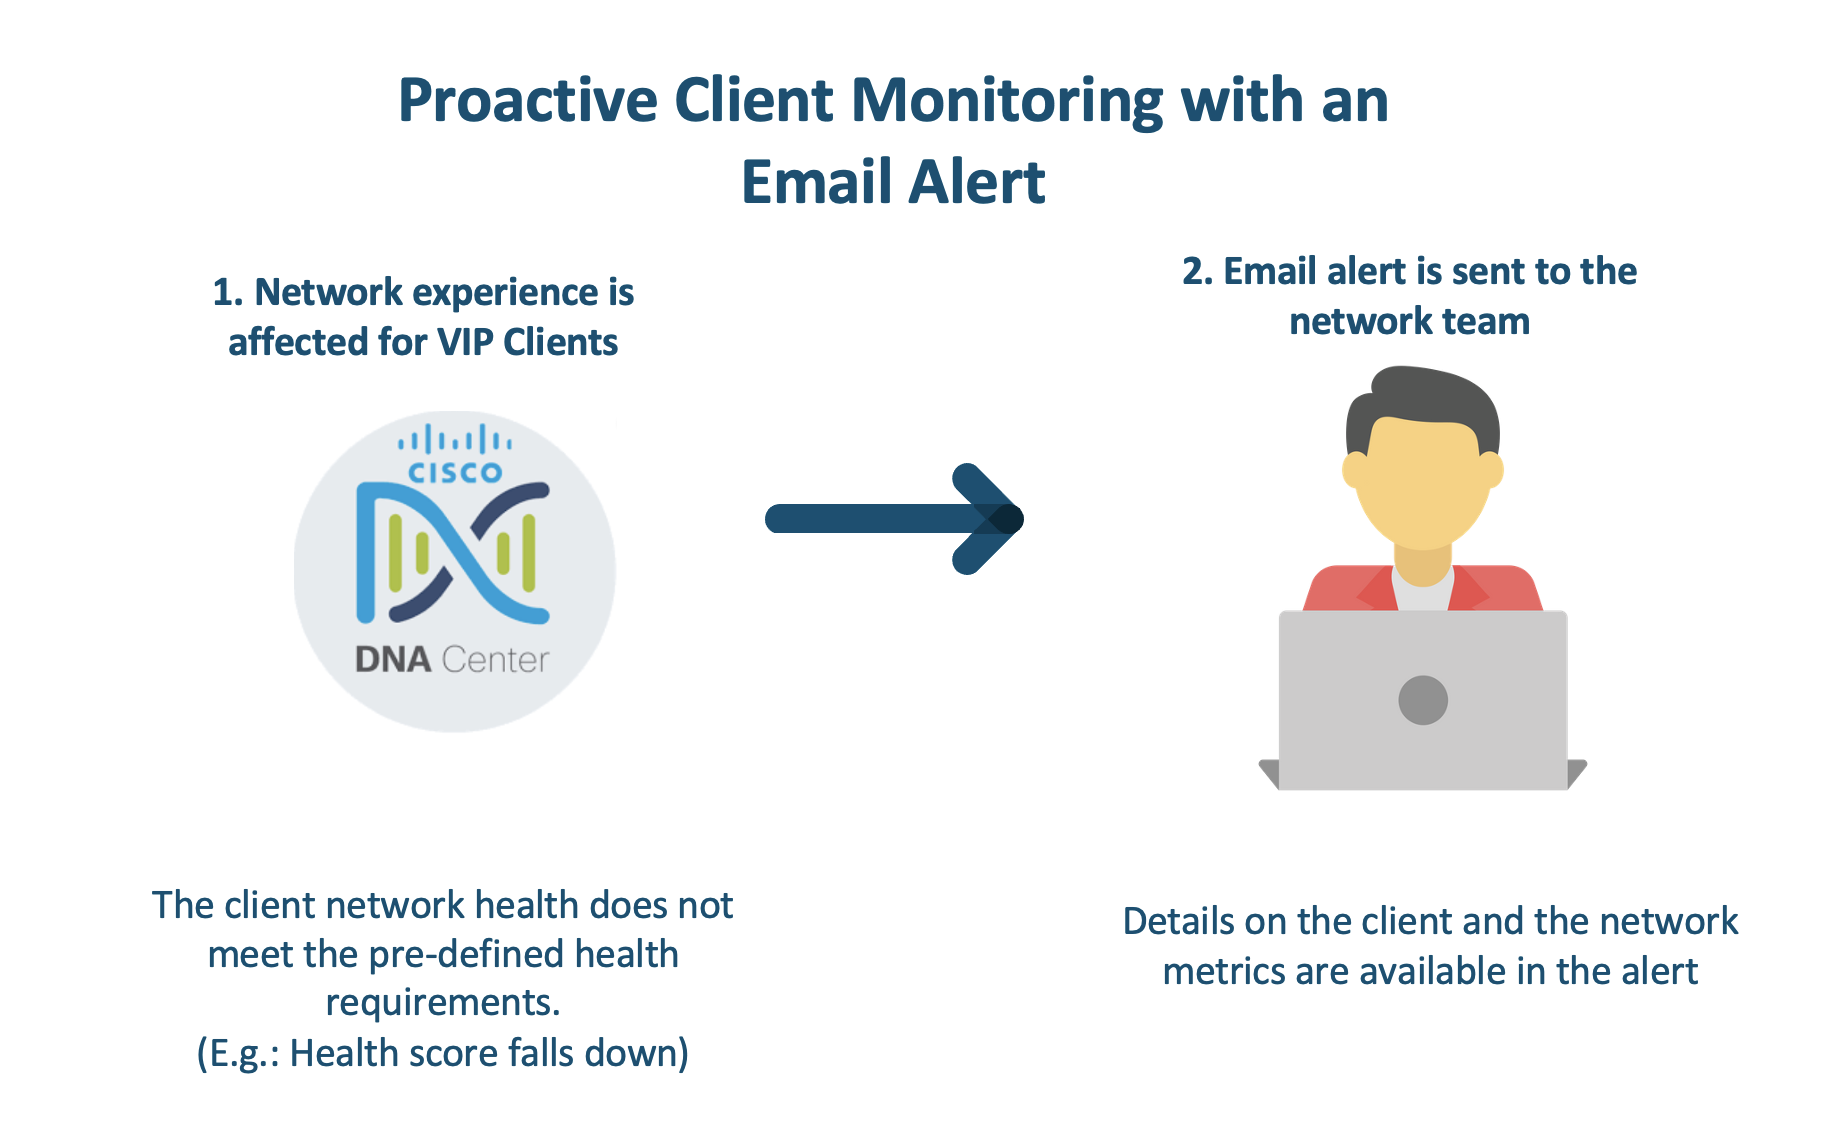 Proactive Client Monitoring with an
Email Alert
1. Network experience is
affected for VIP Clients
CISCO
DNA Center
The client network health does not
meet the pre-defined health
requirements.
(E.g.: Health score falls down)
2. Email alert is sent to the
network team
Details on the client and the network
metrics are available in the alert